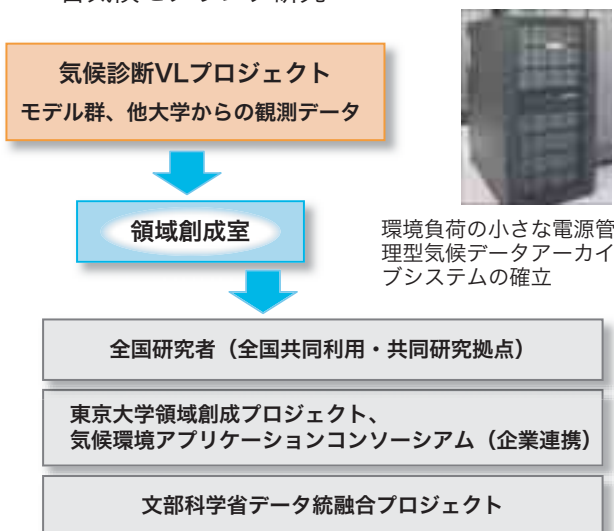 気候診断VLプロジェクト
モデル群、他大学からの観測データ
領域創成室
環境負荷の小さな電源管
理型気候データアーカイ
ブシステムの確立
全国研究者（全国共同利用・共同研究拠点）
東京大学領域創成プロジェクト、
気候環境アプリケーションコンソーシアム（企業連携）
文部科学省データ統融合プロジェクト